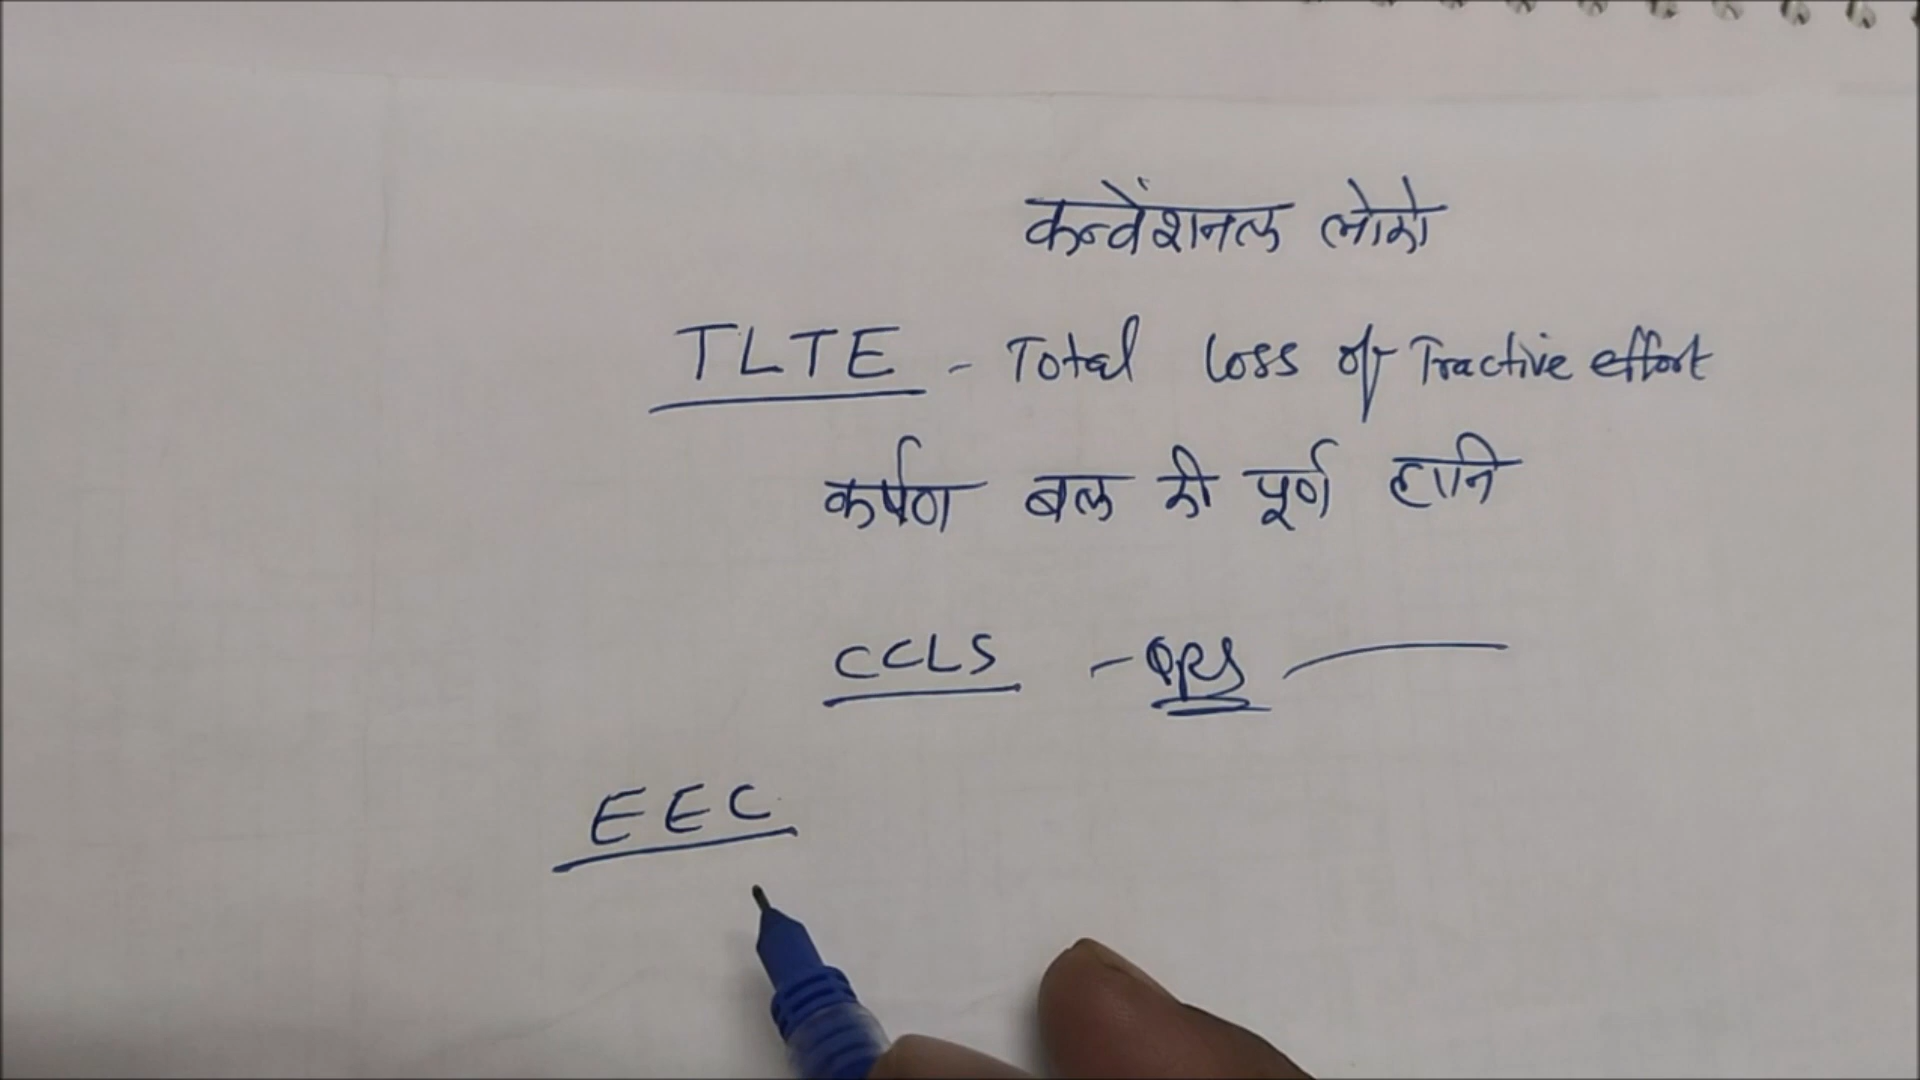 कन्वेंशनल लोको
TLTE - Total Loss of Tractive effort
कर्षण बल की पूर्ण हानि
CCLS -
EEC